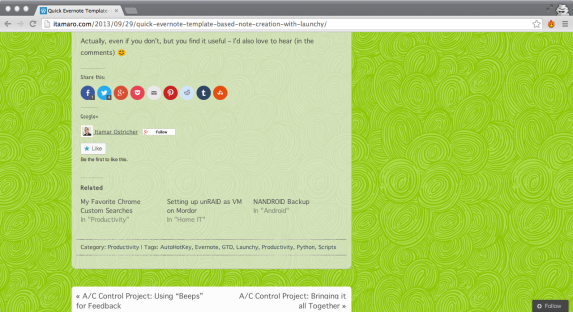 Quick Evernote Template-
itamaro.com/2013/09/29/quick-evernote-template-based-note-creation-with-launchy/
Actually, even if you don't, but you find it useful – I'd also love to hear (in the
comments)
Share this:
Google+
Itamar Ostricher Follow
Like
Be the first to like this.
Related
My Favorite Chrome
Custom Searches
In "Productivity"
Setting up unRAID as VM
on Mordor
In "Home IT"
NANDROID Backup
In "Android"
Category: Productivity | Tags: AutoHotKey, Evernote, GTD, Launchy, Productivity, Python, Scripts
« A/C Control Project: Using "Beeps"
for Feedback
A/C Control Project: Bringing it
all Together »
Follow